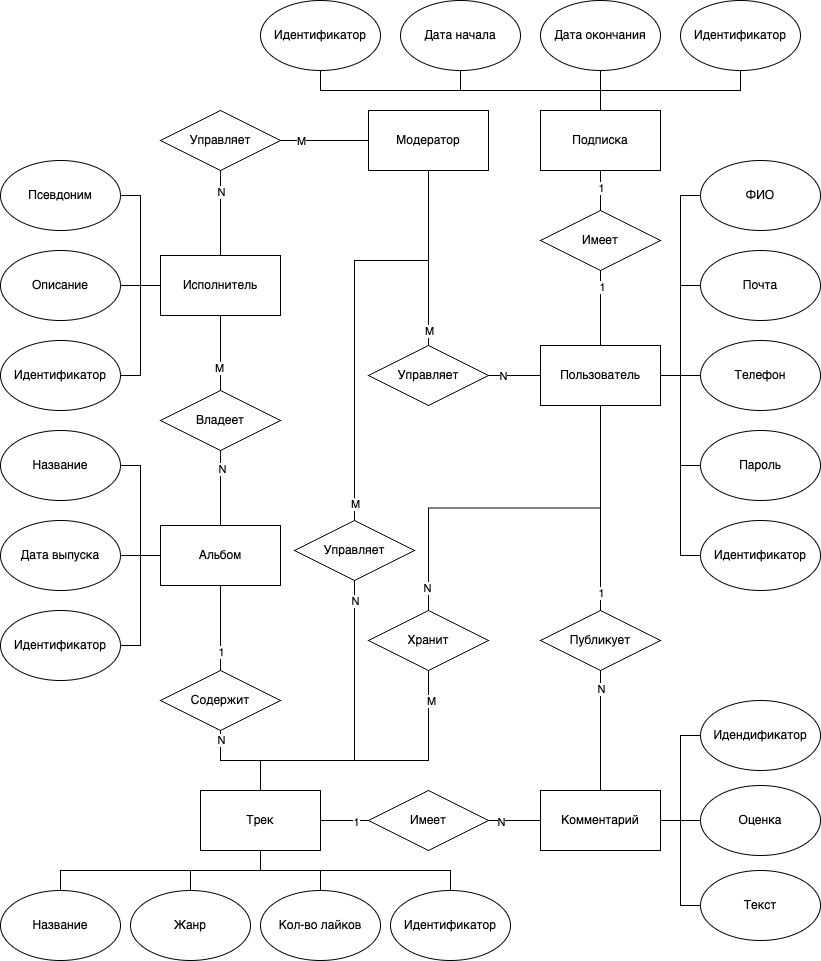 Идентификатор
Дата начала
Дата окончания
Идентификатор
Управляет
M
Модератор
Подписка
N
1
Псевдоним
ФИО
Имеет
Описание
Исполнитель
1
Почта
M
Идентификатор
M
Управляет
N
Пользователь
Телефон
Владеет
Название
N
Пароль
M
Дата выпуска
Альбом
Управляет
Идентификатор
N
N
1
Идентификатор
1
Хранит
Публикует
Содержит
M
N
N
Идендификатор
Трек
1
Имеет
N
Комментарий
Оценка
Текст
Название
Жанр
Кол-во лайков
Идентификатор